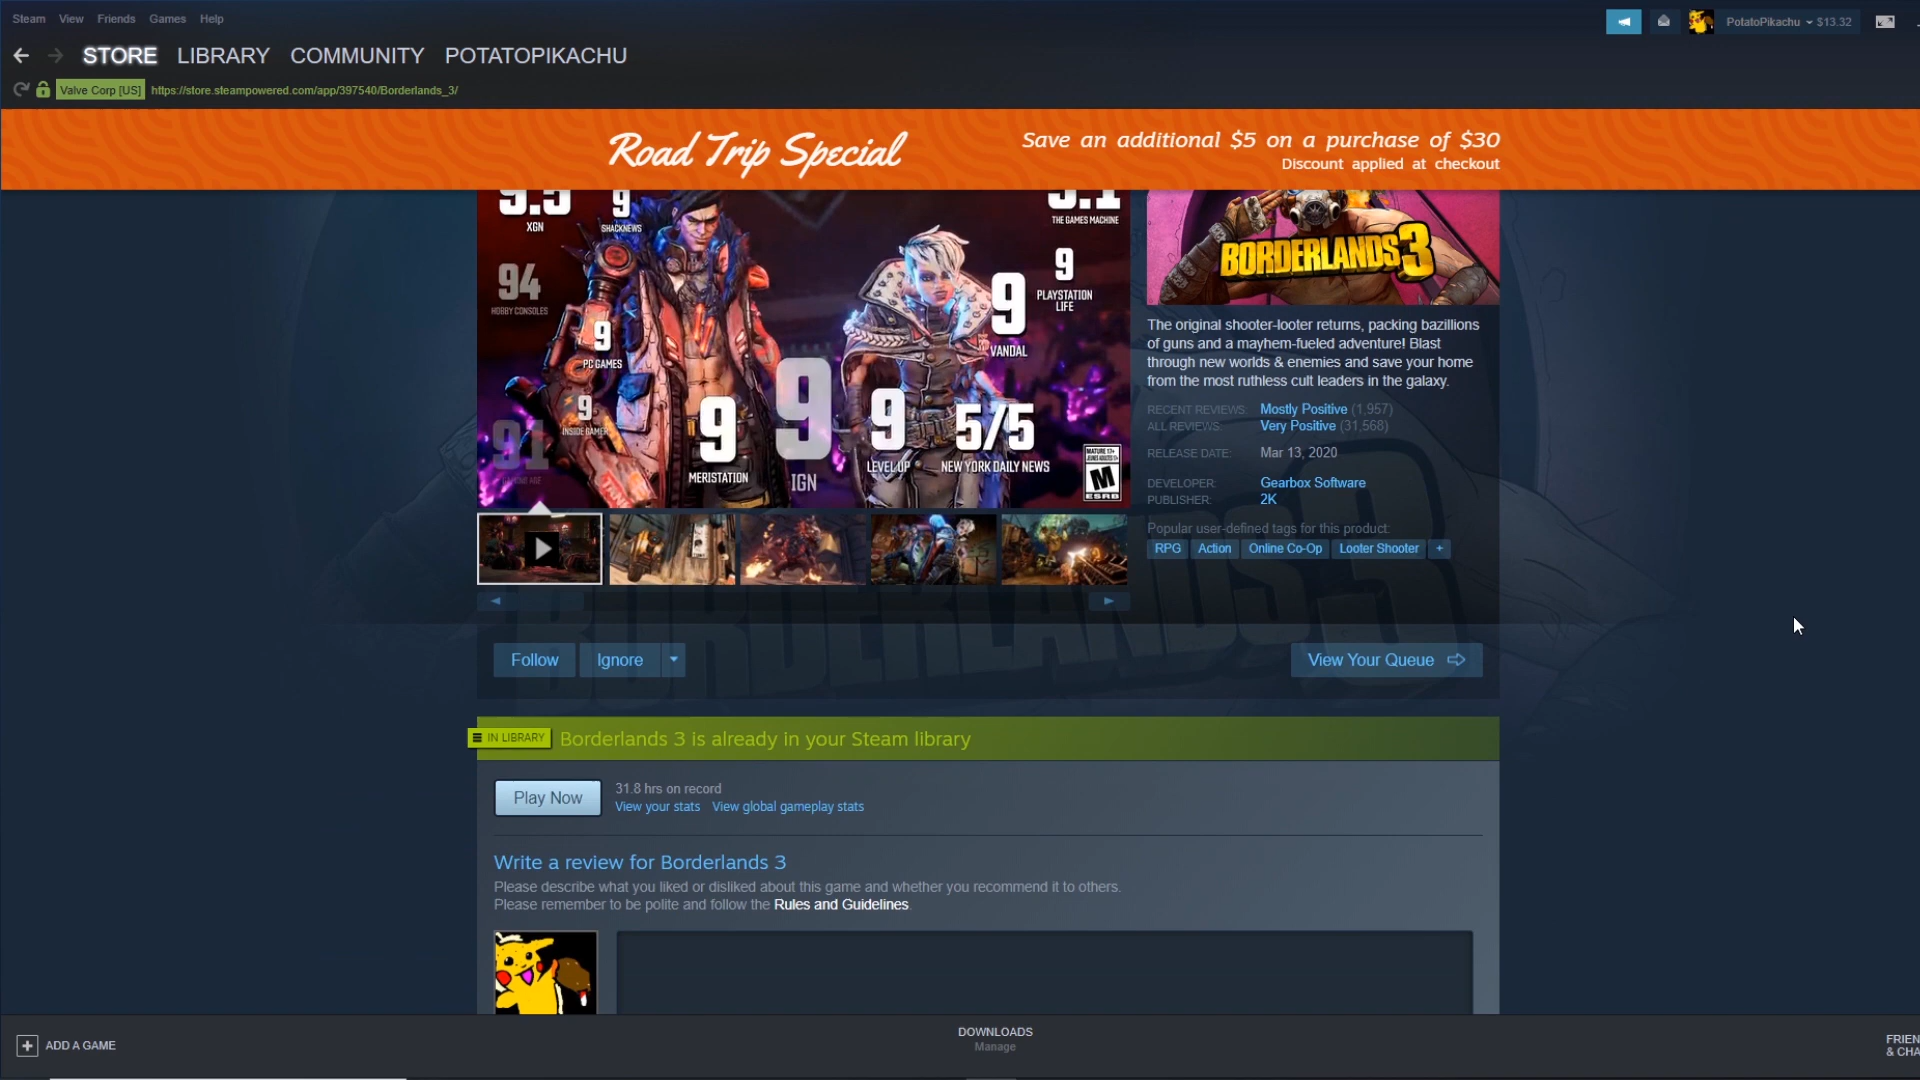 Steam View Friends Games Help
PotatoPikachu $13.32
STORE LIBRARY COMMUNITY POTATOPIKACHU
Valve Corp [US] https://store.steampowered.com/app/397540/Borderlands_3/
Road Trip Special
Save an additional $5 on a purchase of $30
Discount applied at checkout
XGN
9
SHACKNEWS
THE GAMES MACHINE
94
HOBBY CONSOLES
9
PC GAMES
9
INSIDE GAMER
91
9
MERISTATION
9
IGN
9
LEVEL UP
5/5
NEW YORK DAILY NEWS
9
VANDAL
9
PLAYSTATION
LIFE
MATURE 17+
M
ESRB
BORDERLANDS 3
The original shooter-looter returns, packing bazillions
of guns and a mayhem-fueled adventure! Blast
through new worlds & enemies and save your home
from the most ruthless cult leaders in the galaxy.
RECENT REVIEWS: Mostly Positive (1,957)
ALL REVIEWS: Very Positive (31,568)
RELEASE DATE: Mar 13, 2020
DEVELOPER: Gearbox Software
PUBLISHER: 2K
Popular user-defined tags for this product:
RPG Action Online Co-Op Looter Shooter +
Follow Ignore
View Your Queue
IN LIBRARY Borderlands 3 is already in your Steam library
Play Now
31.8 hrs on record
View your stats View global gameplay stats
Write a review for Borderlands 3
Please describe what you liked or disliked about this game and whether you recommend it to others.
Please remember to be polite and follow the Rules and Guidelines.
+ ADD A GAME
DOWNLOADS
Manage
FRIEN
& CHA